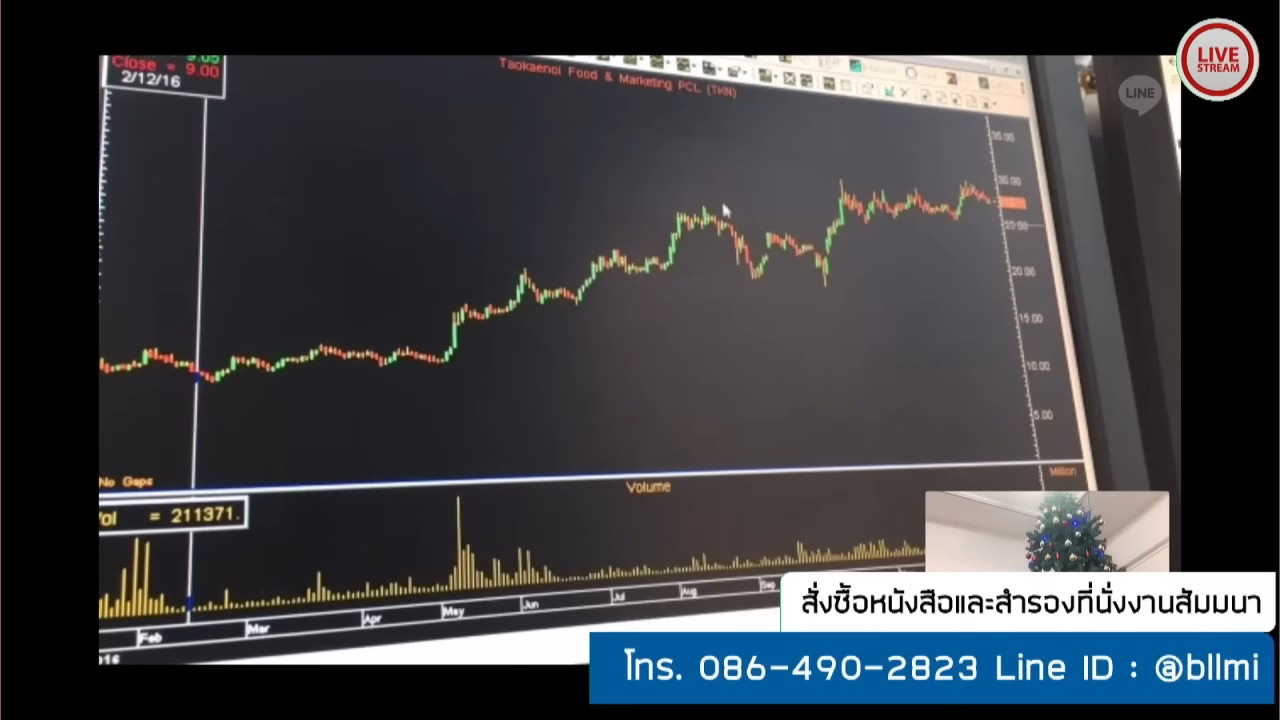 LIVE
STREAM
LINE
Close = 9.00
2/12/16
Taokaenoi Food & Marketing PCL (TKN)
35.00
30.00
25.00
20.00
15.00
10.00
5.00
No Gaps
Million
Volume
Vol = 211371.
Feb
Mar
Apr
May
Jun
Jul
Aug
Sep
สั่งซื้อหนังสือและสำรองที่นั่งงานสัมมนา
โทร. 086-490-2823 Line ID : @bllmi